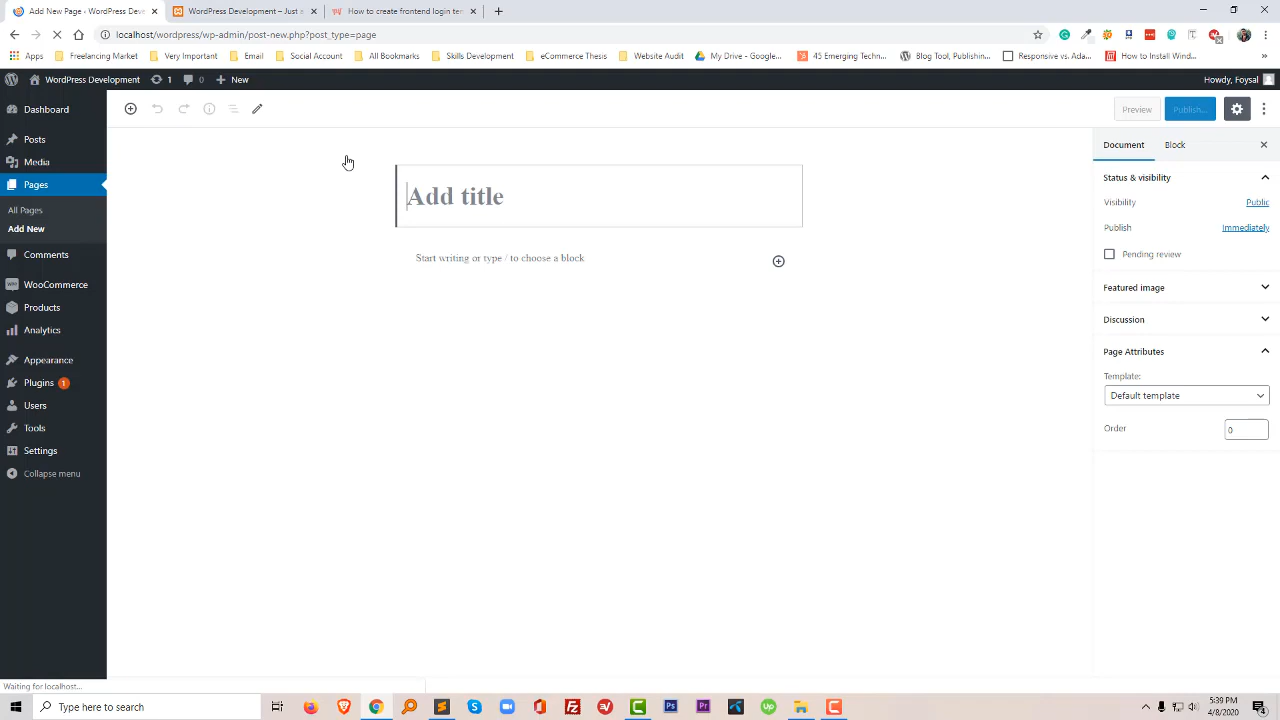 Add New Page ‹ WordPress Deve
WordPress Development – Just a
How to create frontend login tem
localhost/wordpress/wp-admin/post-new.php?post_type=page
Apps
Freelancing Market
Very Important
Email
Social Account
All Bookmarks
Skills Development
eCommerce Thesis
Website Audit
My Drive - Google...
45 Emerging Techn...
Blog Tool, Publishin...
Responsive vs. Ada...
How to Install Wind...
»
WordPress Development
1
0
New
Howdy, Foysal
Dashboard
Posts
Media
Pages
All Pages
Add New
Comments
WooCommerce
Products
Analytics
Appearance
Plugins 1
Users
Tools
Settings
Collapse menu
Preview
Publish...
Add title
Start writing or type / to choose a block
Document
Block
Status & visibility
Visibility
Public
Publish
Immediately
Pending review
Featured image
Discussion
Page Attributes
Template:
Default template
Order
0
Waiting for localhost...
Type here to search
5:39 PM
4/8/2020